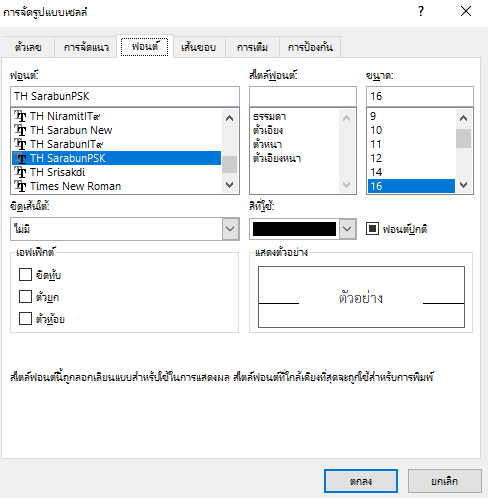 การจัดรูปแบบเซลล์ ?
ตัวเลข การจัดแนว ฟอนต์ เส้นขอบ การเติม การป้องกัน
ฟอนต์: สไตล์ฟอนต์: ขนาด:
TH SarabunPSK 16
TH NiramitIT๙ ธรรมดา 9
TH Sarabun New ตัวเอียง 10
TH SarabunIT๙ ตัวหนา 11
TH SarabunPSK ตัวเอียงหนา 12
TH Srisakdi 14
Times New Roman 16
ขีดเส้นใต้: สีที่ใช้:
ไม่มี ฟอนต์ปกติ
เอฟเฟ็กต์ แสดงตัวอย่าง
ขีดทับ
ตัวยก ตัวอย่าง
ตัวห้อย
สไตล์ฟอนต์นี้ถูกลอกเลียนแบบสำหรับใช้ในการแสดงผล สไตล์ฟอนต์ที่ใกล้เคียงที่สุดจะถูกใช้สำหรับการพิมพ์
ตกลง ยกเลิก